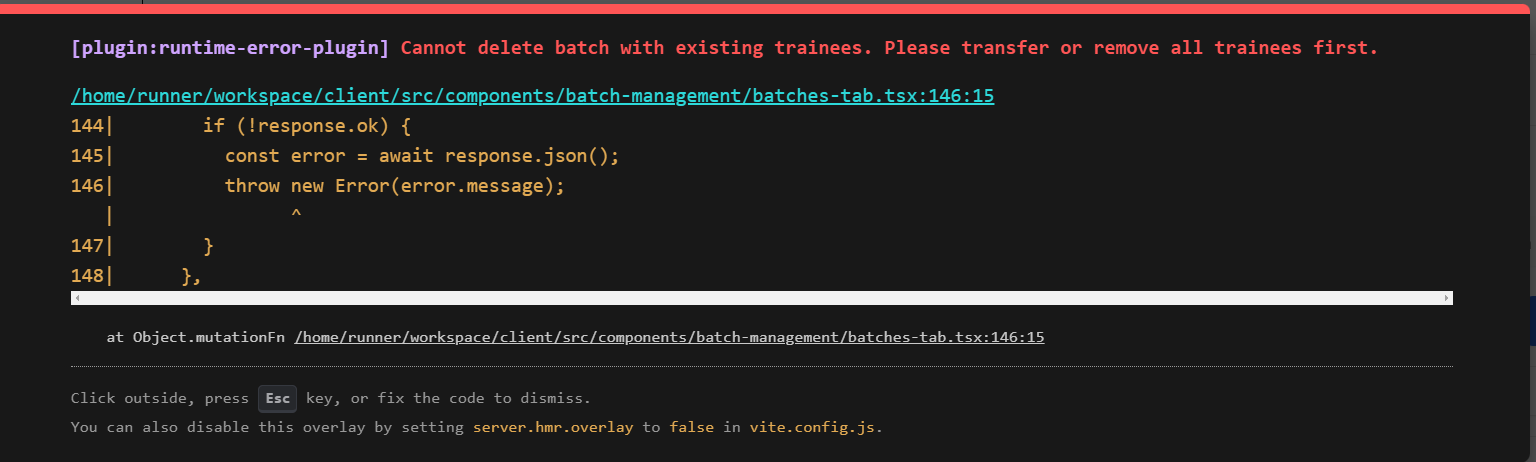 [plugin:runtime-error-plugin] Cannot delete batch with existing trainees. Please transfer or remove all trainees first.
/home/runner/workspace/client/src/components/batch-management/batches-tab.tsx:146:15
144|        if (!response.ok) {
145|          const error = await response.json();
146|          throw new Error(error.message);
   |                ^
147|        }
148|      },
at Object.mutationFn /home/runner/workspace/client/src/components/batch-management/batches-tab.tsx:146:15
Click outside, press Esc key, or fix the code to dismiss.
You can also disable this overlay by setting server.hmr.overlay to false in vite.config.js.